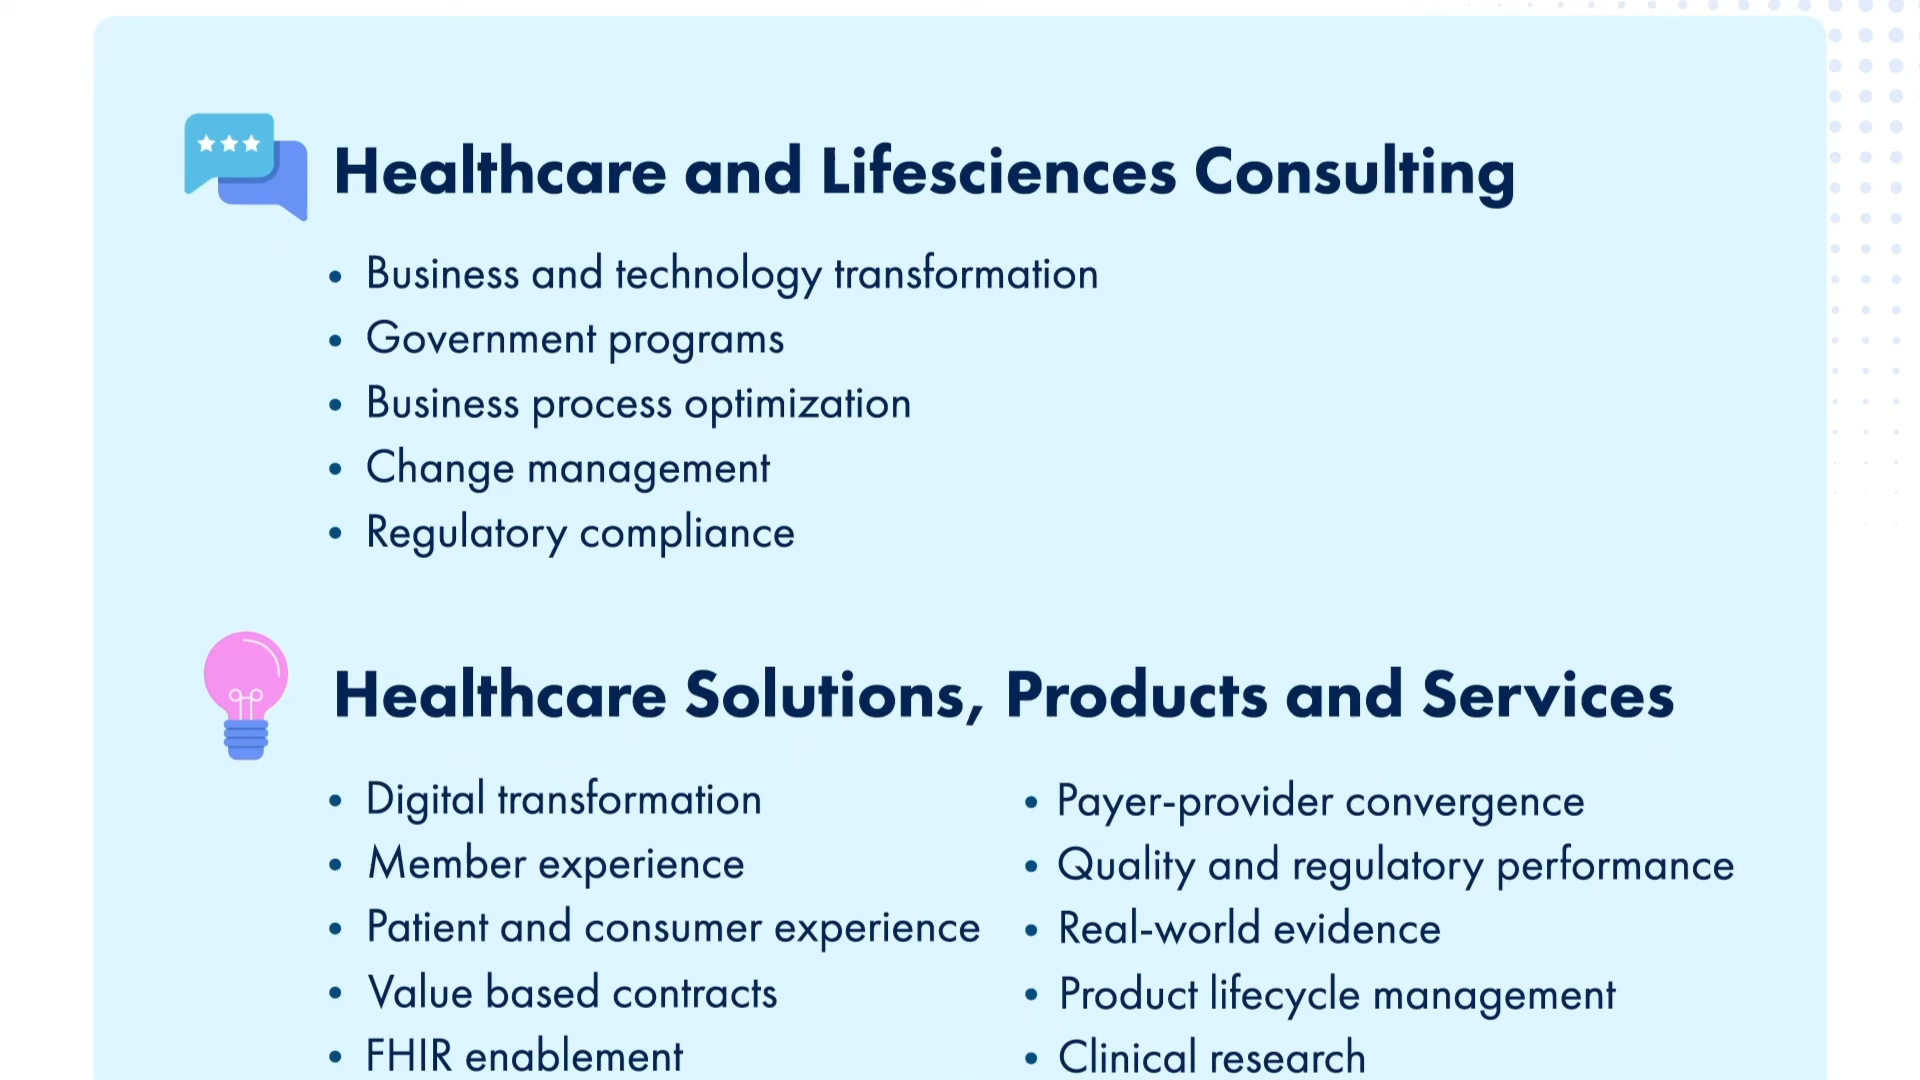 Healthcare and Lifesciences Consulting
• Business and technology transformation
• Government programs
• Business process optimization
• Change management
• Regulatory compliance
Healthcare Solutions, Products and Services
• Digital transformation
• Member experience
• Patient and consumer experience
• Value based contracts
• FHIR enablement
• Payer-provider convergence
• Quality and regulatory performance
• Real-world evidence
• Product lifecycle management
• Clinical research